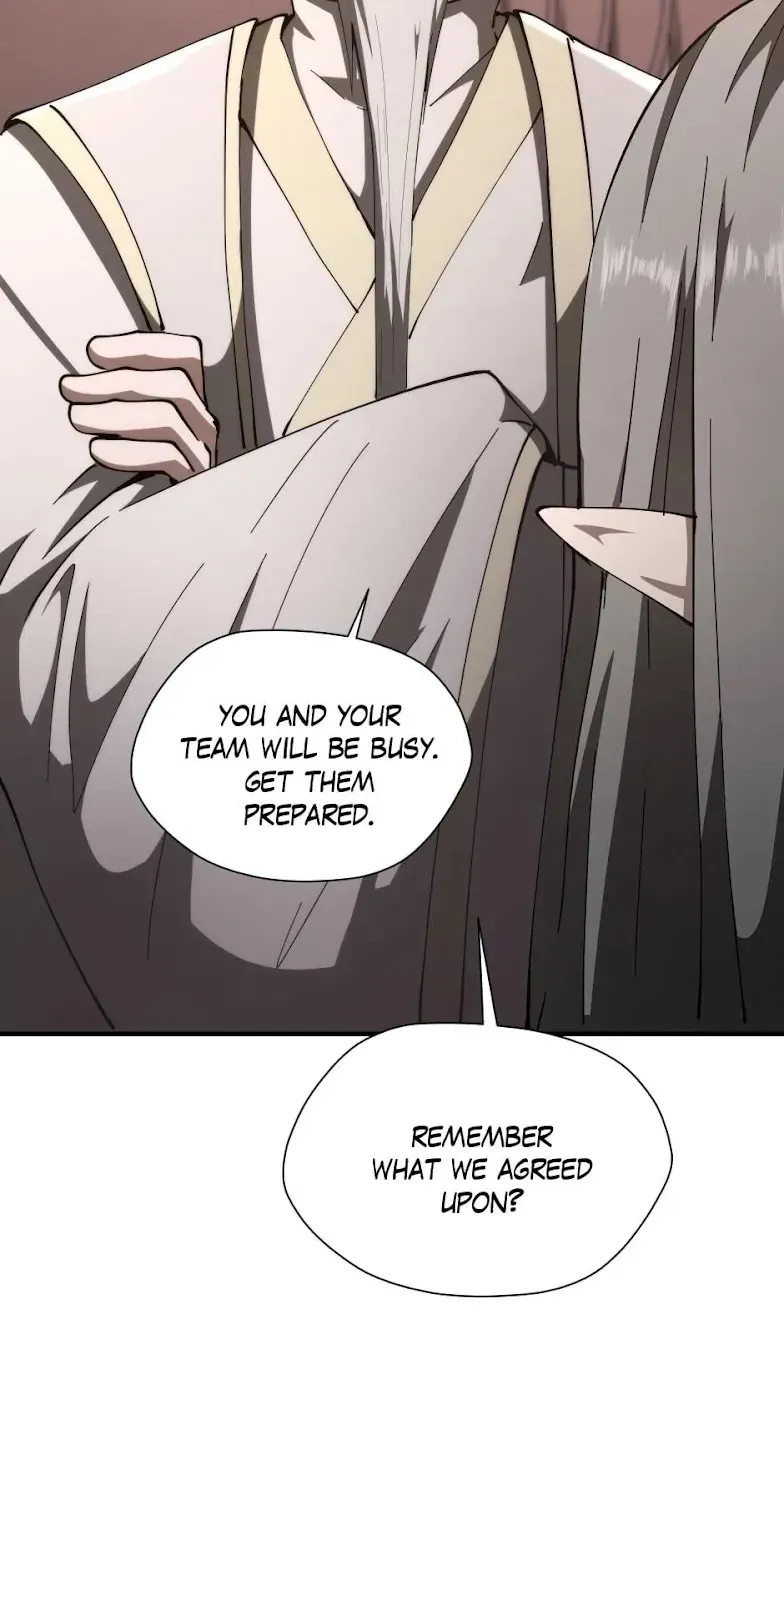 YOU AND YOUR
TEAM WILL BE BUSY.
GET THEM
PREPARED.
REMEMBER
WHAT WE AGREED
UPON?